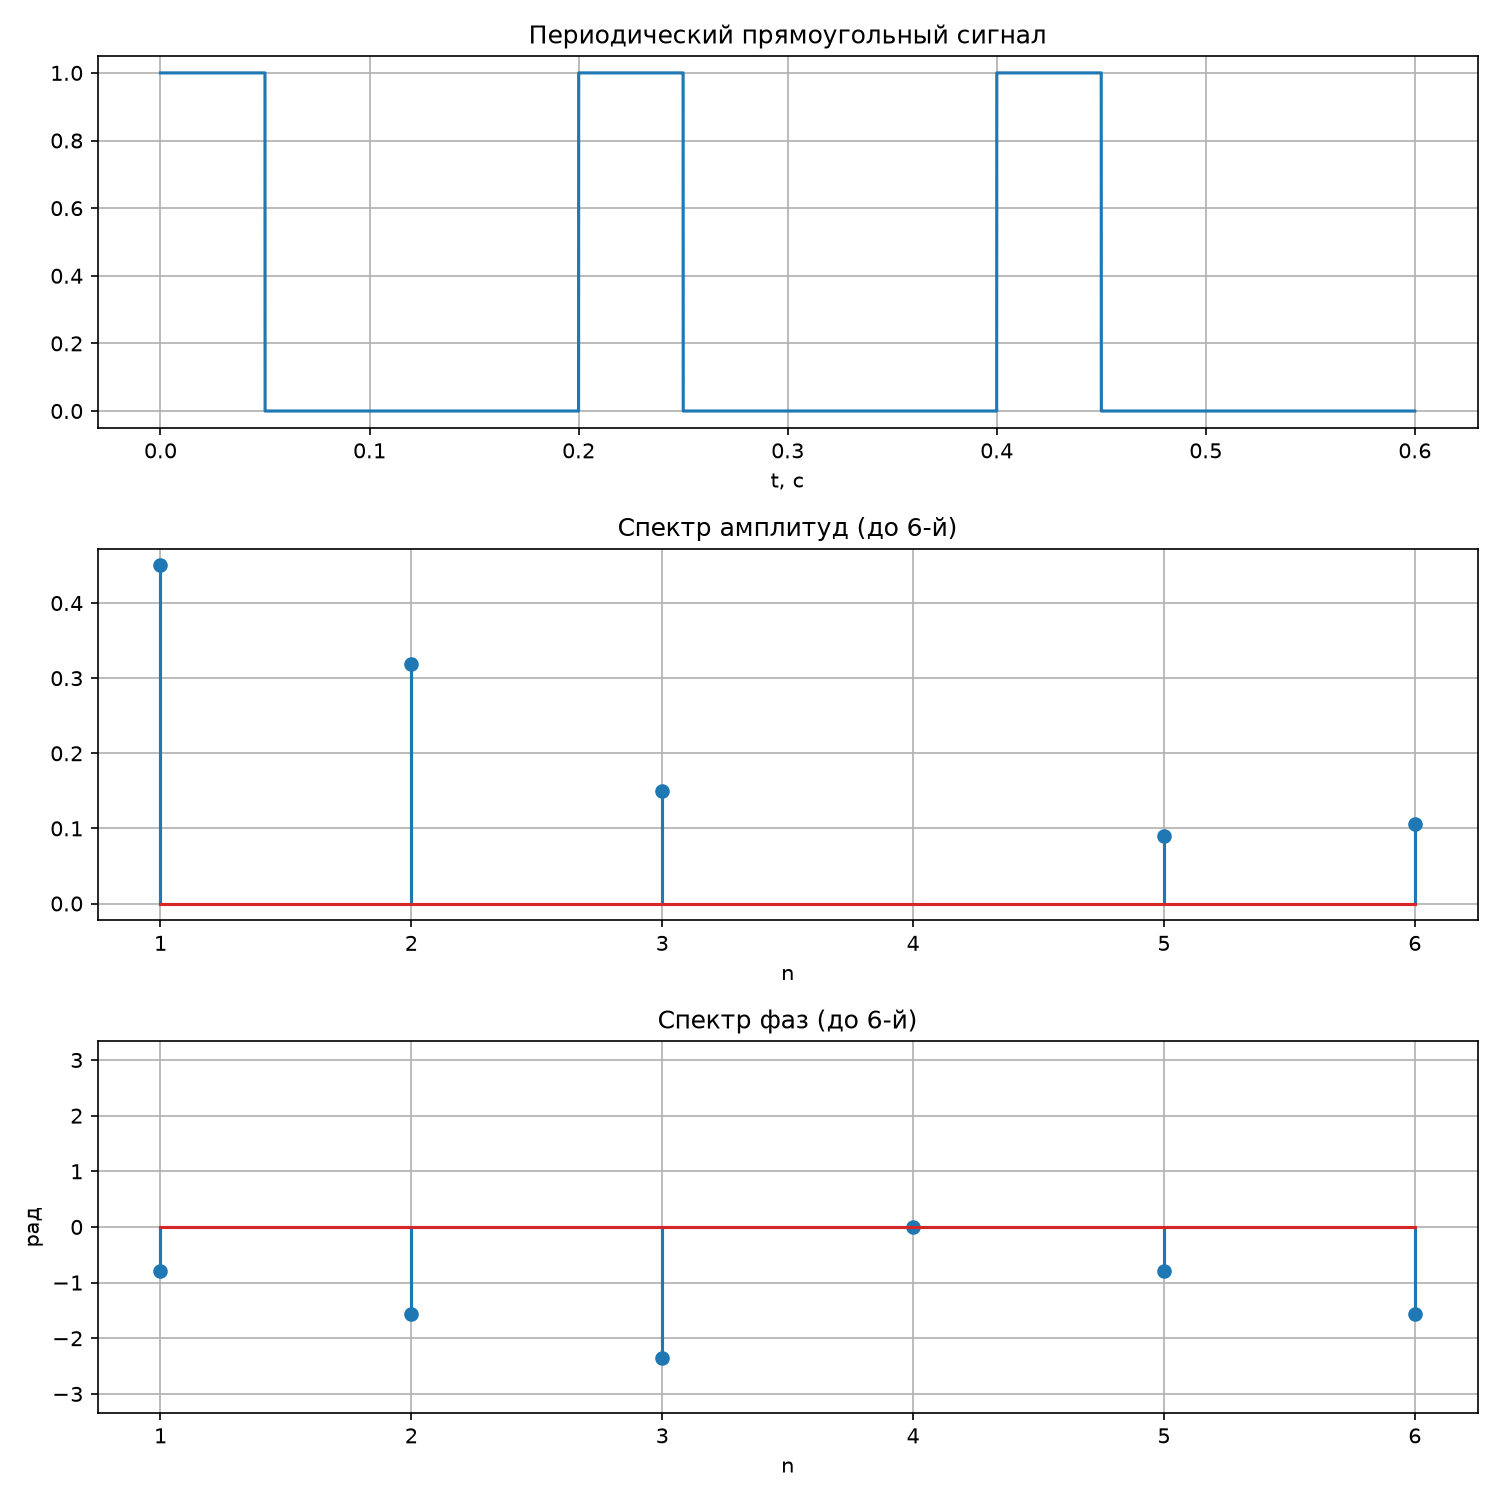 Периодический прямоугольный сигнал
1.0
0.8
0.6
0.4
0.2
0.0
0.0 0.1 0.2 0.3 0.4 0.5 0.6
t, с
Спектр амплитуд (до 6-й)
0.4
0.3
0.2
0.1
0.0
1 2 3 4 5 6
n
Спектр фаз (до 6-й)
3
2
1
0
−1
−2
−3
рад
1 2 3 4 5 6
n